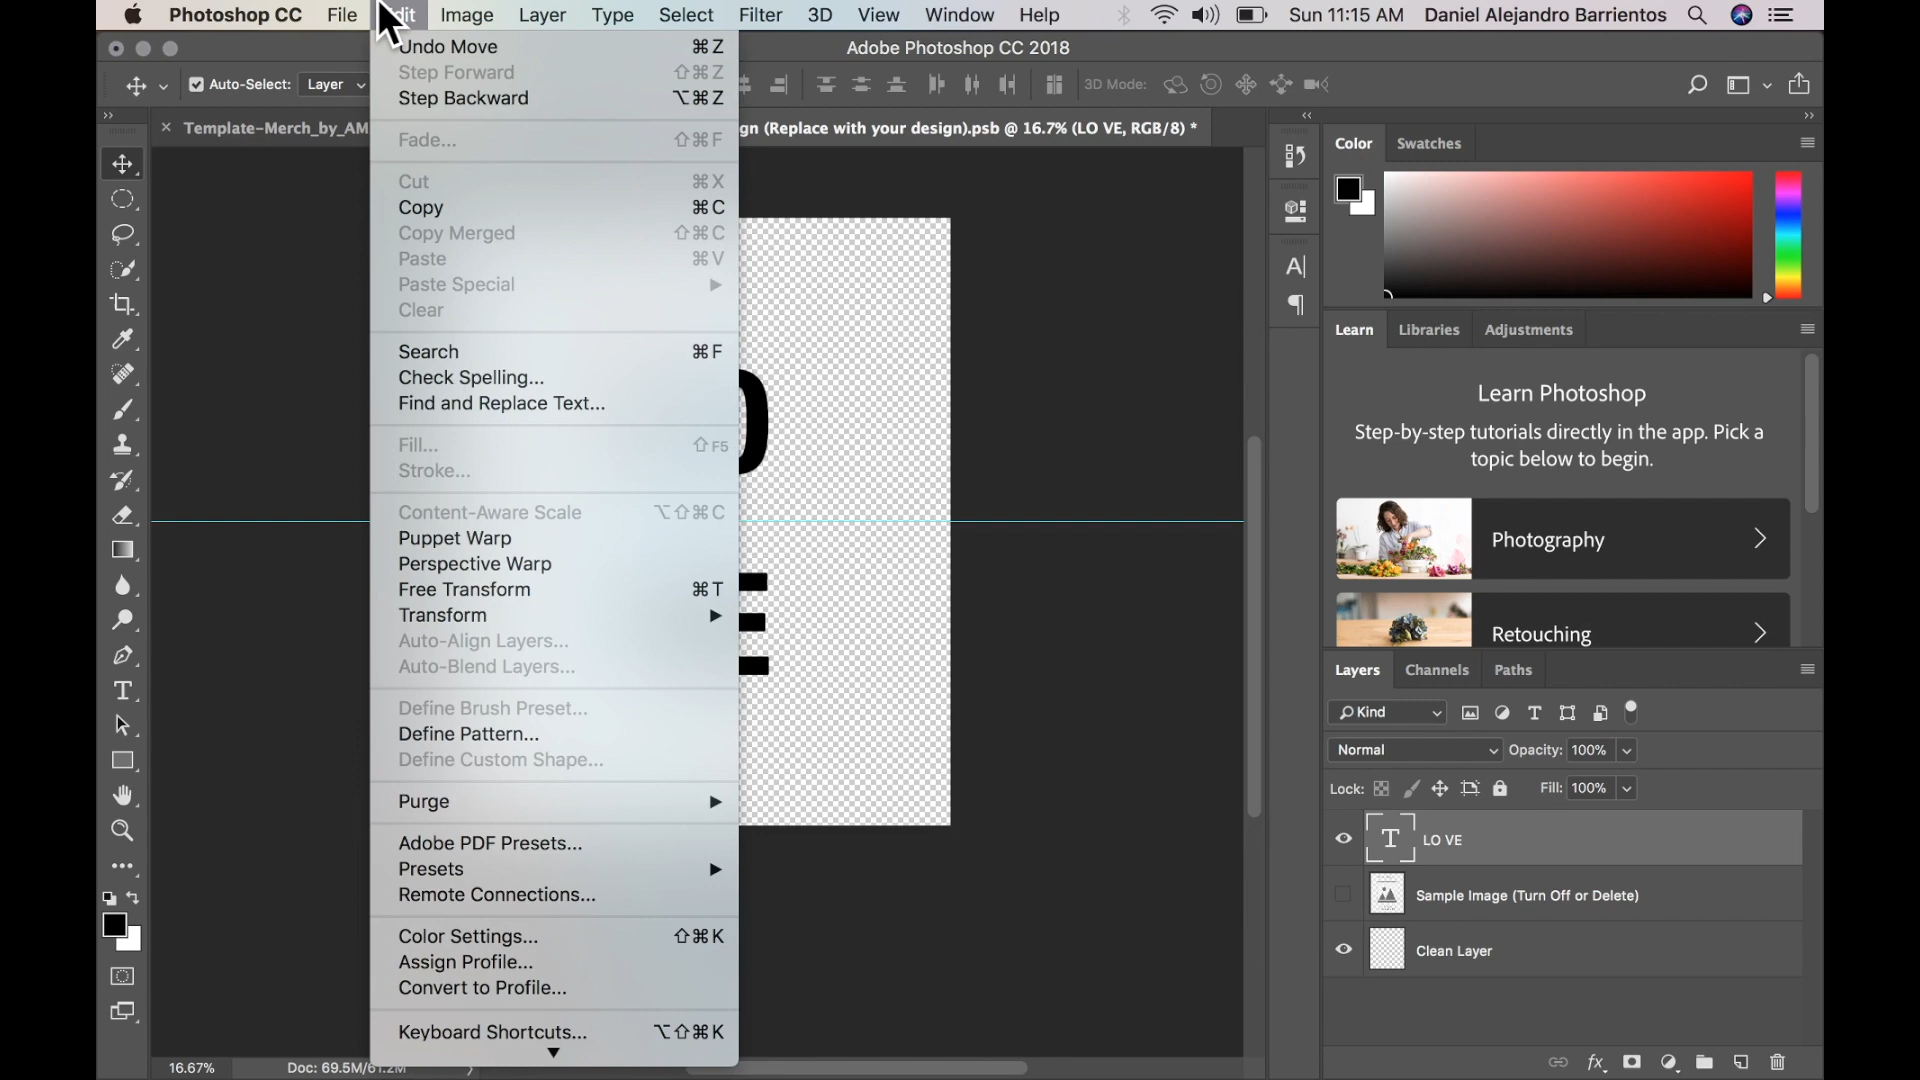 Photoshop CC File Edit Image Layer Type Select Filter 3D View Window Help Sun 11:15 AM Daniel Alejandro Barrientos
Adobe Photoshop CC 2018
Auto-Select: Layer 3D Mode:
Template-Merch_by_AM
gn (Replace with your design).psb @ 16.7% (LO VE, RGB/8) *
Undo Move ⌘Z
Step Forward ⇧⌘Z
Step Backward ⌥⌘Z
Fade... ⇧⌘F
Cut ⌘X
Copy ⌘C
Copy Merged ⇧⌘C
Paste ⌘V
Paste Special
Clear
Search ⌘F
Check Spelling...
Find and Replace Text...
Fill... ⇧F5
Stroke...
Content-Aware Scale ⌥⇧⌘C
Puppet Warp
Perspective Warp
Free Transform ⌘T
Transform
Auto-Align Layers...
Auto-Blend Layers...
Define Brush Preset...
Define Pattern...
Define Custom Shape...
Purge
Adobe PDF Presets...
Presets
Remote Connections...
Color Settings... ⇧⌘K
Assign Profile...
Convert to Profile...
Keyboard Shortcuts... ⌥⇧⌘K
O
E
16.67% Doc: 69.5M/61.2M
Color Swatches
Learn Libraries Adjustments
Learn Photoshop
Step-by-step tutorials directly in the app. Pick a
topic below to begin.
Photography
Retouching
Layers Channels Paths
Kind
Normal Opacity: 100%
Lock: Fill: 100%
LO VE
Sample Image (Turn Off or Delete)
Clean Layer
fx